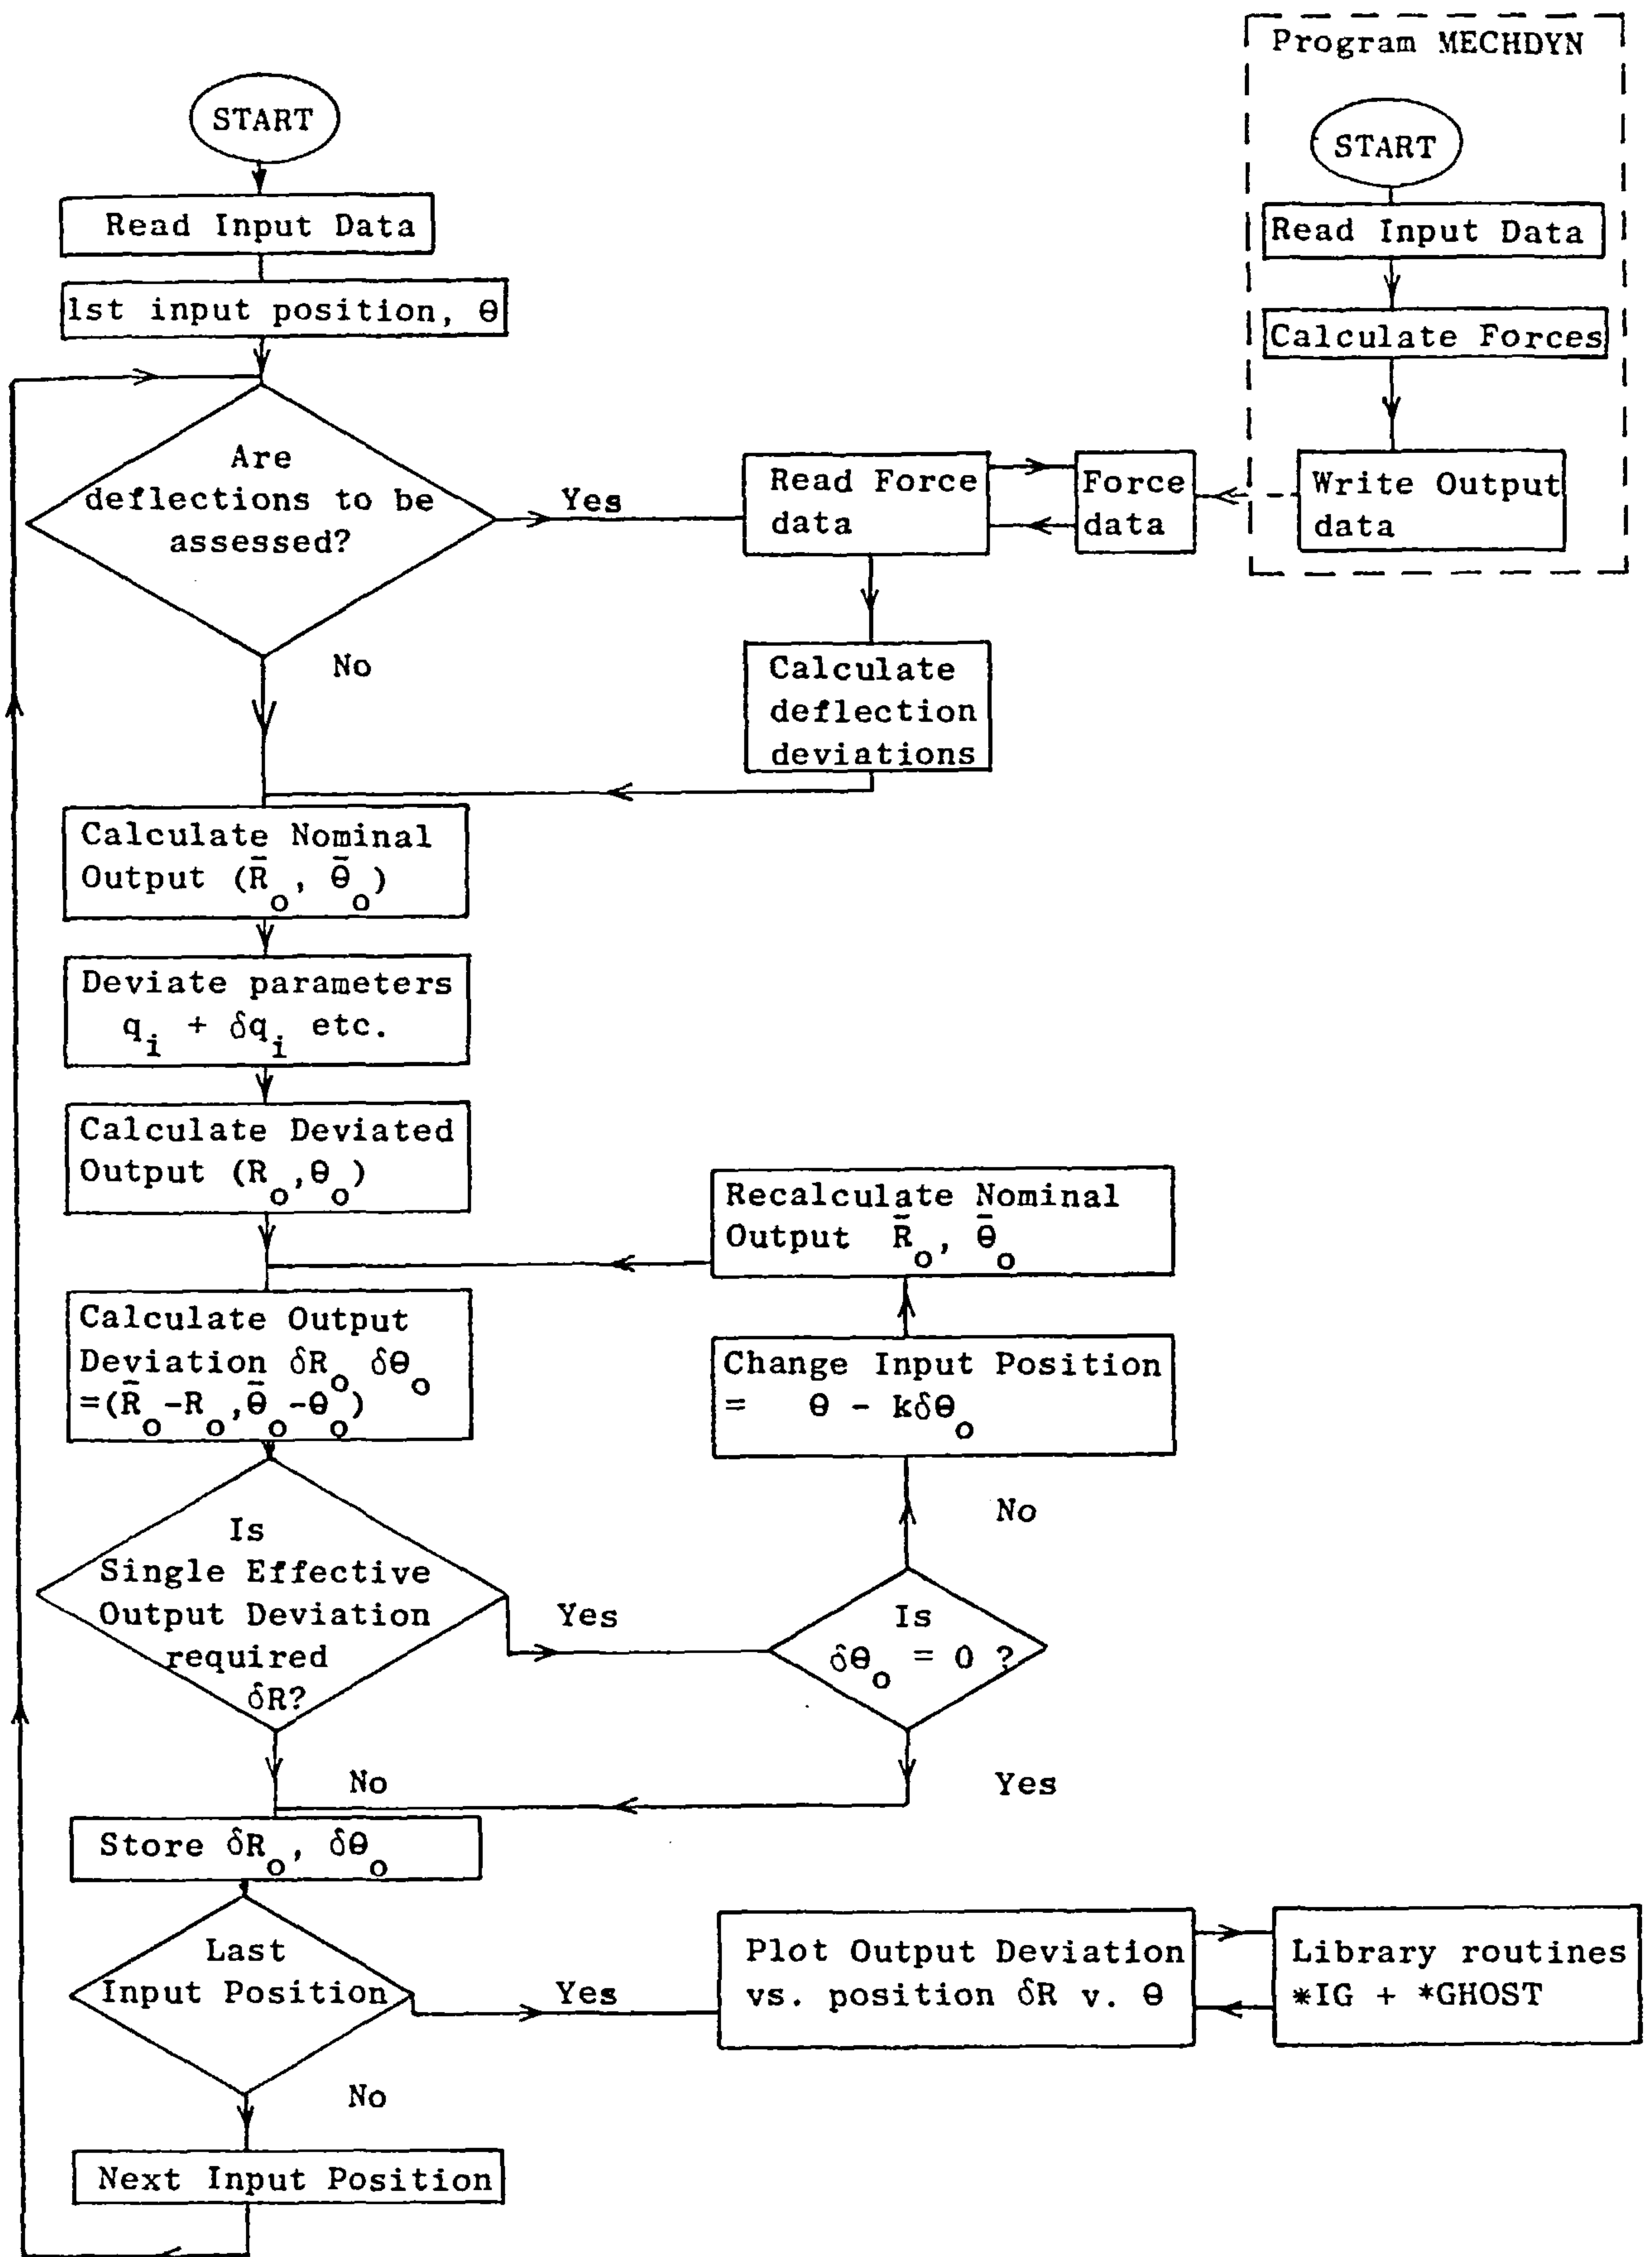 Program MECHDYN
START
START
Read Input Data
Read Input Data
1st input position, θ
Calculate Forces
Are
deflections to be
assessed?
Yes
Read Force
data
Force
data
Write Output
data
No
Calculate
deflection
deviations
Calculate Nominal
Output (R̄o, θ̄o)
Deviate parameters
qi + δqi etc.
Calculate Deviated
Output (Ro,θo)
Recalculate Nominal
Output R̄o, θ̄o
Calculate Output
Deviation δRo δθo
=(R̄o-Ro,θ̄o-θo)
Change Input Position
= θ - kδθo
No
Is
Single Effective
Output Deviation
required
δR?
Yes
Is
δθo = 0 ?
No
Yes
Store δRo, δθo
Last
Input Position
Yes
Plot Output Deviation
vs. position δR v. θ
Library routines
*IG + *GHOST
No
Next Input Position